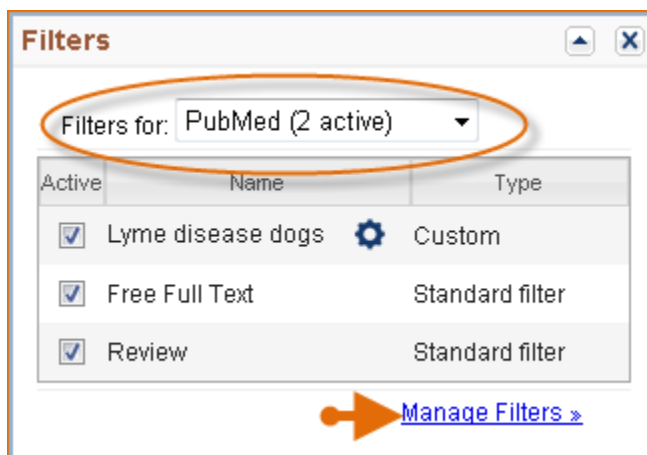 Filters
Filters for: PubMed (2 active)
Active Name Type
Lyme disease dogs Custom
Free Full Text Standard filter
Review Standard filter
Manage Filters »